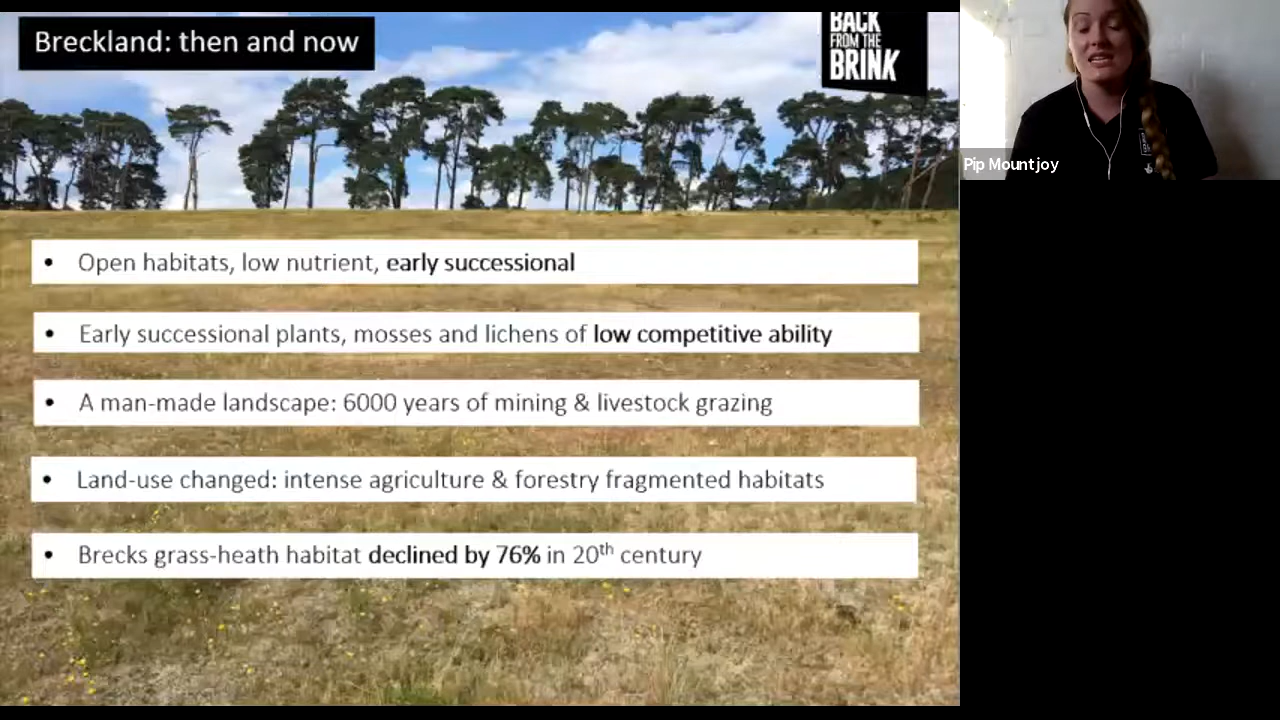 Breckland: then and now
BACK
FROM THE
BRINK
Pip Mountjoy
• Open habitats, low nutrient, early successional
• Early successional plants, mosses and lichens of low competitive ability
• A man-made landscape: 6000 years of mining & livestock grazing
• Land-use changed: intense agriculture & forestry fragmented habitats
• Brecks grass-heath habitat declined by 76% in 20th century